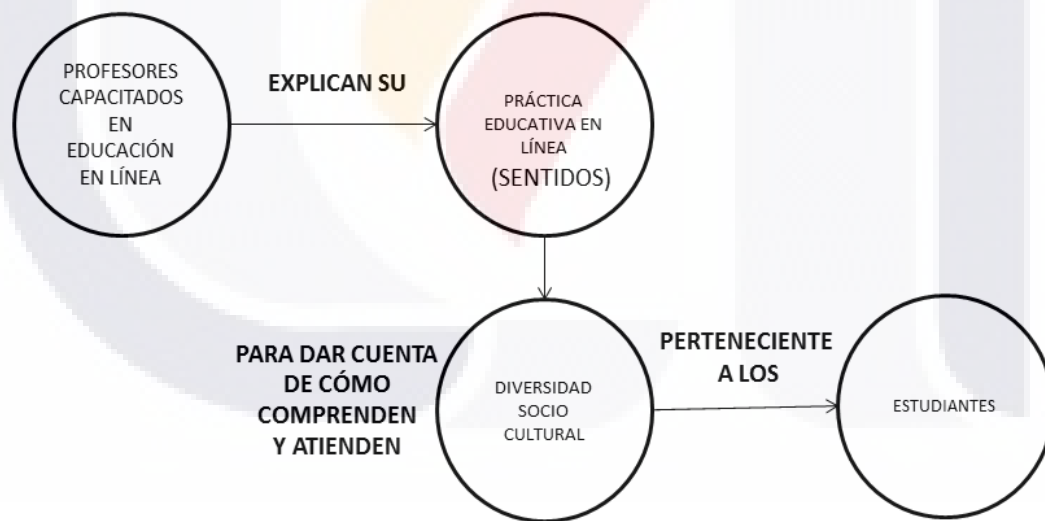 PROFESORES
CAPACITADOS
EN
EDUCACIÓN
EN LÍNEA
EXPLICAN SU
PRÁCTICA
EDUCATIVA EN
LÍNEA
(SENTIDOS)
PARA DAR CUENTA
DE CÓMO
COMPRENDEN
Y ATIENDEN
DIVERSIDAD
SOCIO
CULTURAL
PERTENECIENTE
A LOS
ESTUDIANTES